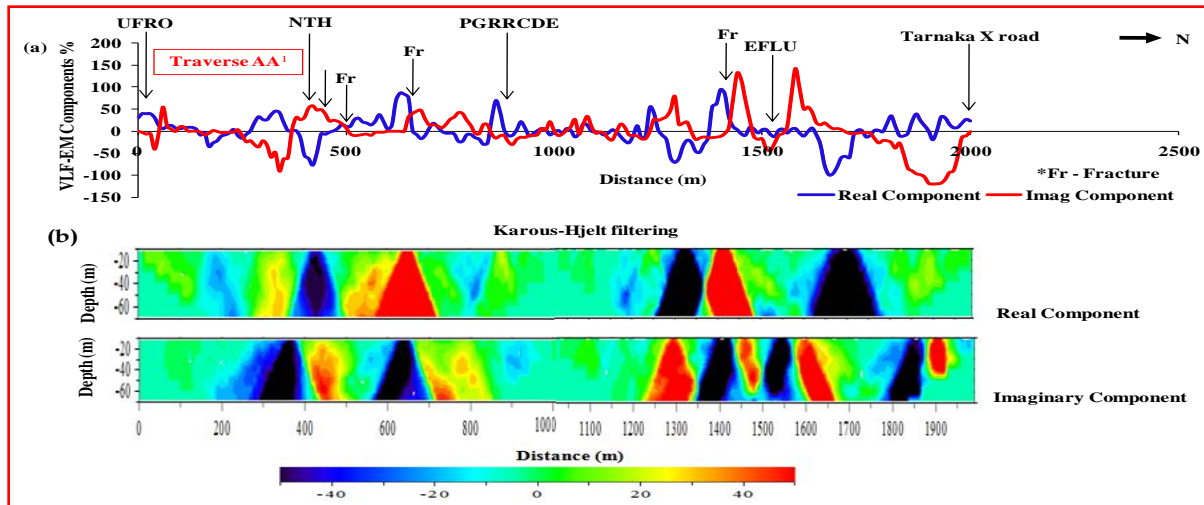 UFRO NTH PGRRCDE Tarnaka X road
(a) Traverse AA¹ Fr Fr Fr EFLU N
VLF-EM Components %
200
150
100
50
0
-50
-100
-150
0 500 1000 1500 2000 2500
Distance (m)
*Fr - Fracture
Real Component Imag Component
(b) Karous-Hjelt filtering
Depth (m)
-20
-40
-60
Real Component
Depth (m)
-20
-40
-60
Imaginary Component
0 200 400 600 800 1000 1100 1200 1300 1400 1500 1600 1700 1800 1900
Distance (m)
-40 -20 0 20 40